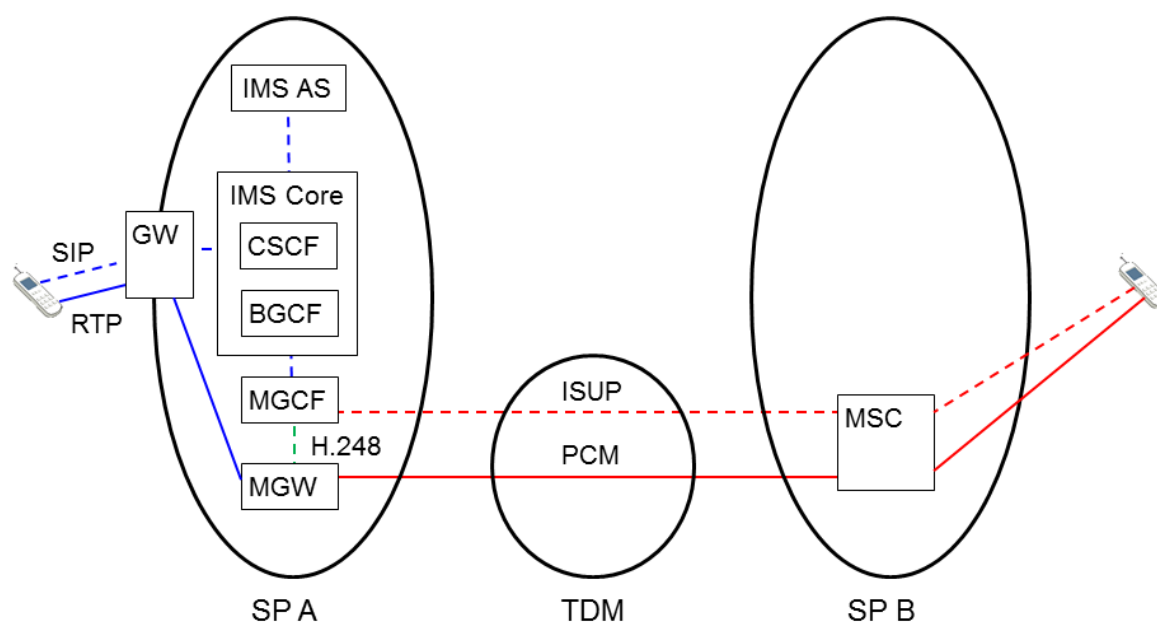 IMS AS
IMS Core
GW
CSCF
SIP
BGCF
RTP
MGCF
ISUP
MSC
H.248
PCM
MGW
SP A
TDM
SP B